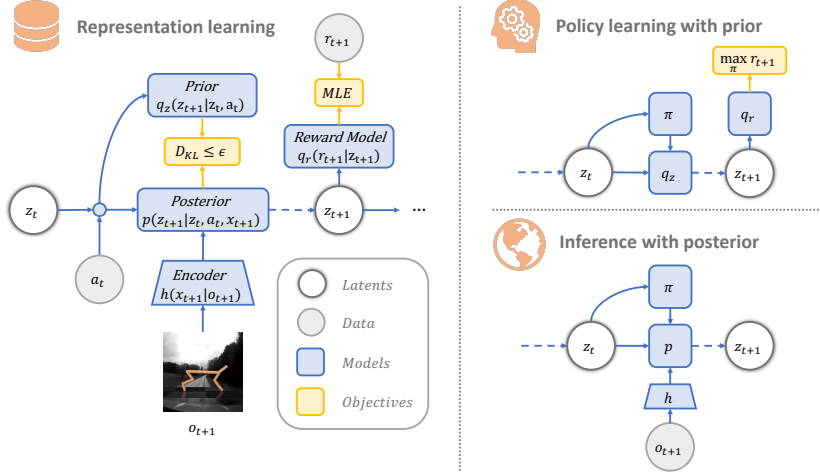 Representation learning
r_{t+1}
MLE
Prior
q_z(z_{t+1}|z_t, a_t)
D_{KL} ≤ ϵ
Reward Model
q_r(r_{t+1}|z_{t+1})
z_t
Posterior
p(z_{t+1}|z_t, a_t, x_{t+1})
z_{t+1}
...
a_t
Encoder
h(x_{t+1}|o_{t+1})
o_{t+1}
Latents
Data
Models
Objectives
Policy learning with prior
max_π r_{t+1}
π
q_r
z_t
q_z
z_{t+1}
Inference with posterior
π
z_t
p
z_{t+1}
h
o_{t+1}